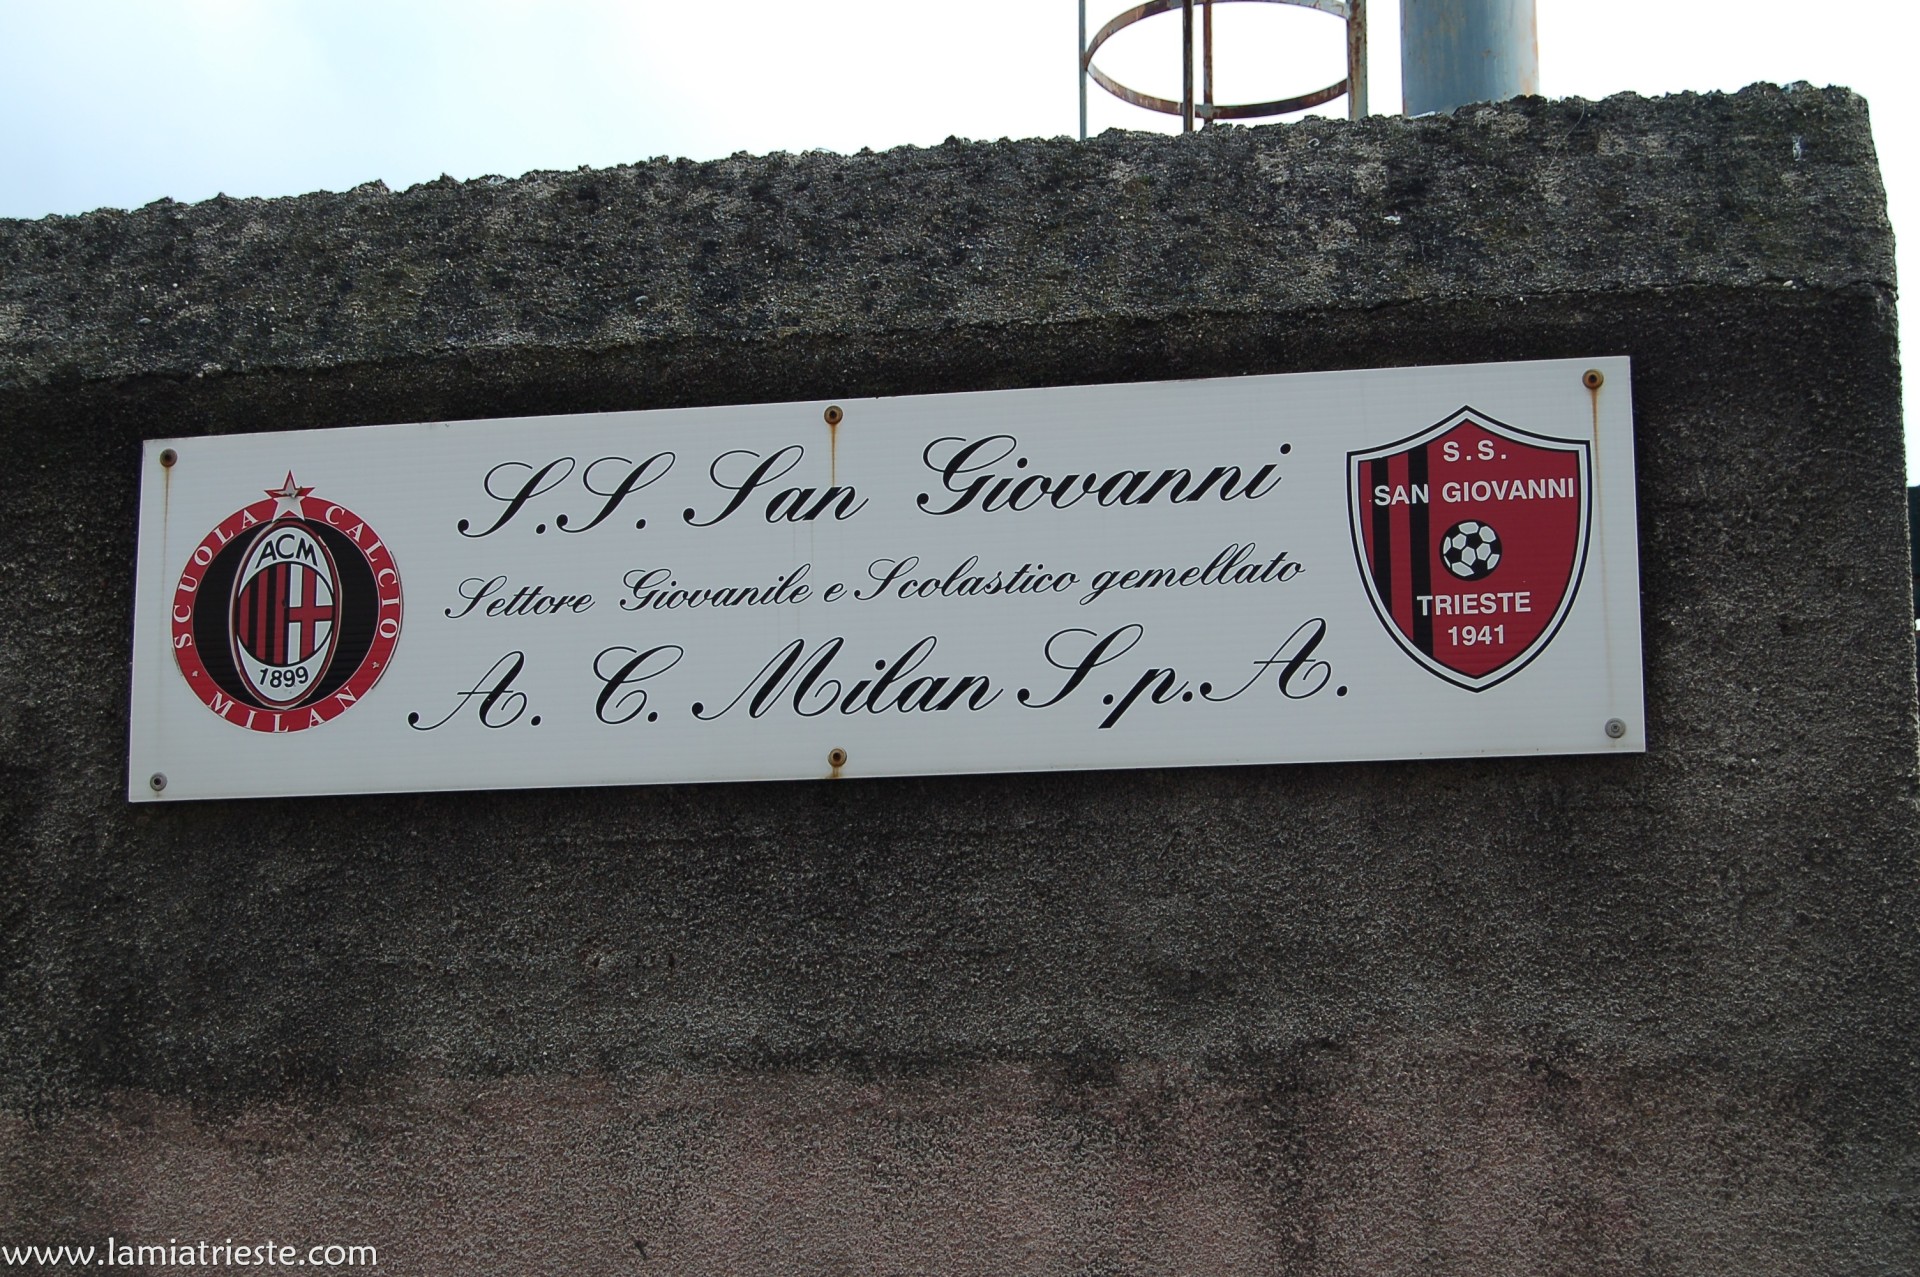 SCUOLA CALCIO
ACM
1899
MILAN
S.S. San Giovanni
Settore Giovanile e Scolastico gemellato
A. C. Milan S.p.A.
S.S.
SAN GIOVANNI
TRIESTE
1941
www.lamiatrieste.com